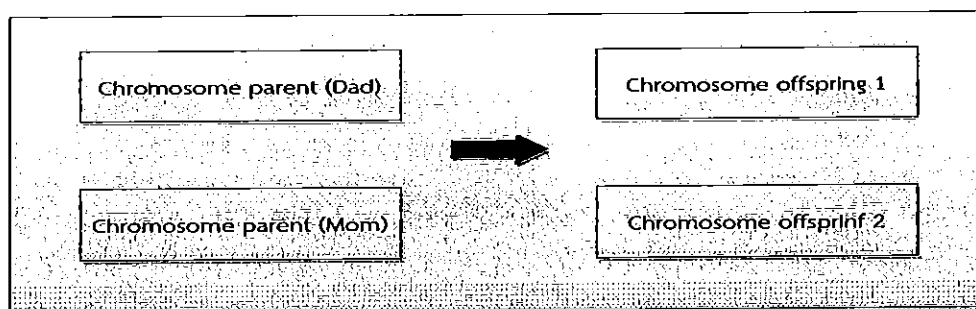 Chromosome parent (Dad)
Chromosome offspring 1
Chromosome parent (Mom)
Chromosome offsprinf 2